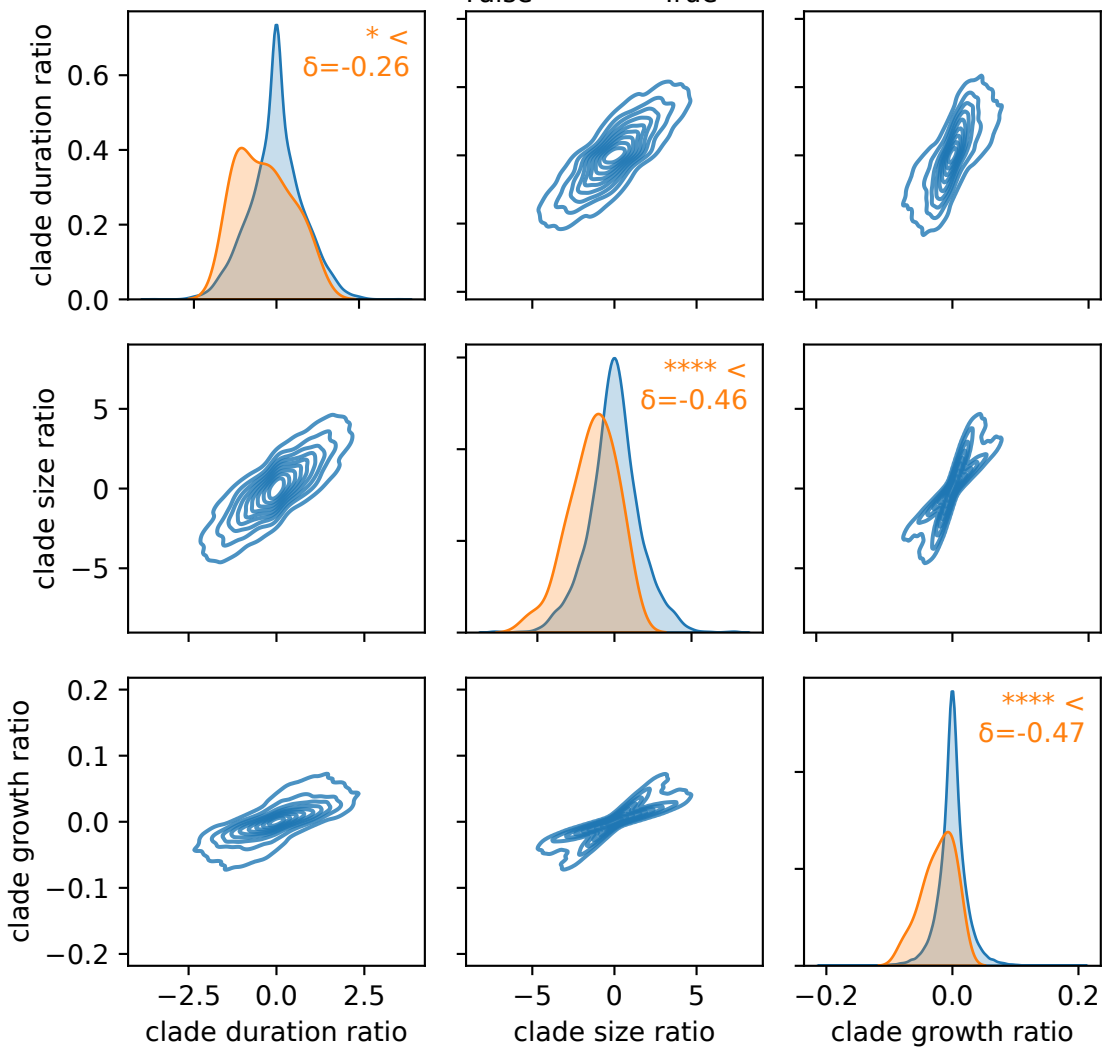 clade duration ratio
0.6
0.4
0.2
0.0
* <
δ=-0.26
clade size ratio
5
0
−5
**** <
δ=-0.46
clade growth ratio
0.2
0.1
0.0
−0.1
−0.2
**** <
δ=-0.47
−2.5 0.0 2.5
−5 0 5
−0.2 0.0 0.2
clade duration ratio
clade size ratio
clade growth ratio